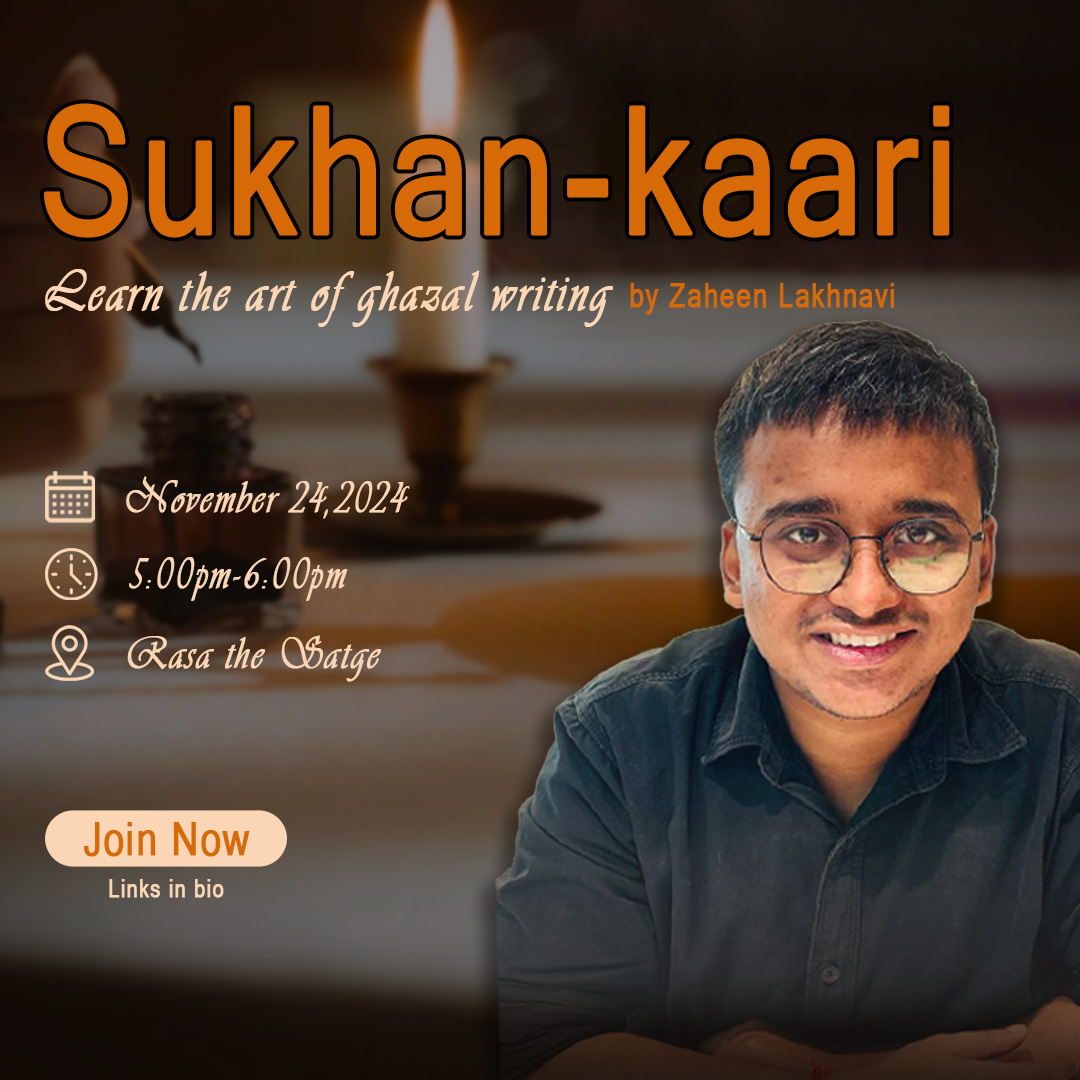 Sukhan-kaari
Learn the art of ghazal writing by Zaheen Lakhnavi
November 24,2024
5:00pm-6:00pm
Rasa the Satge
Join Now
Links in bio